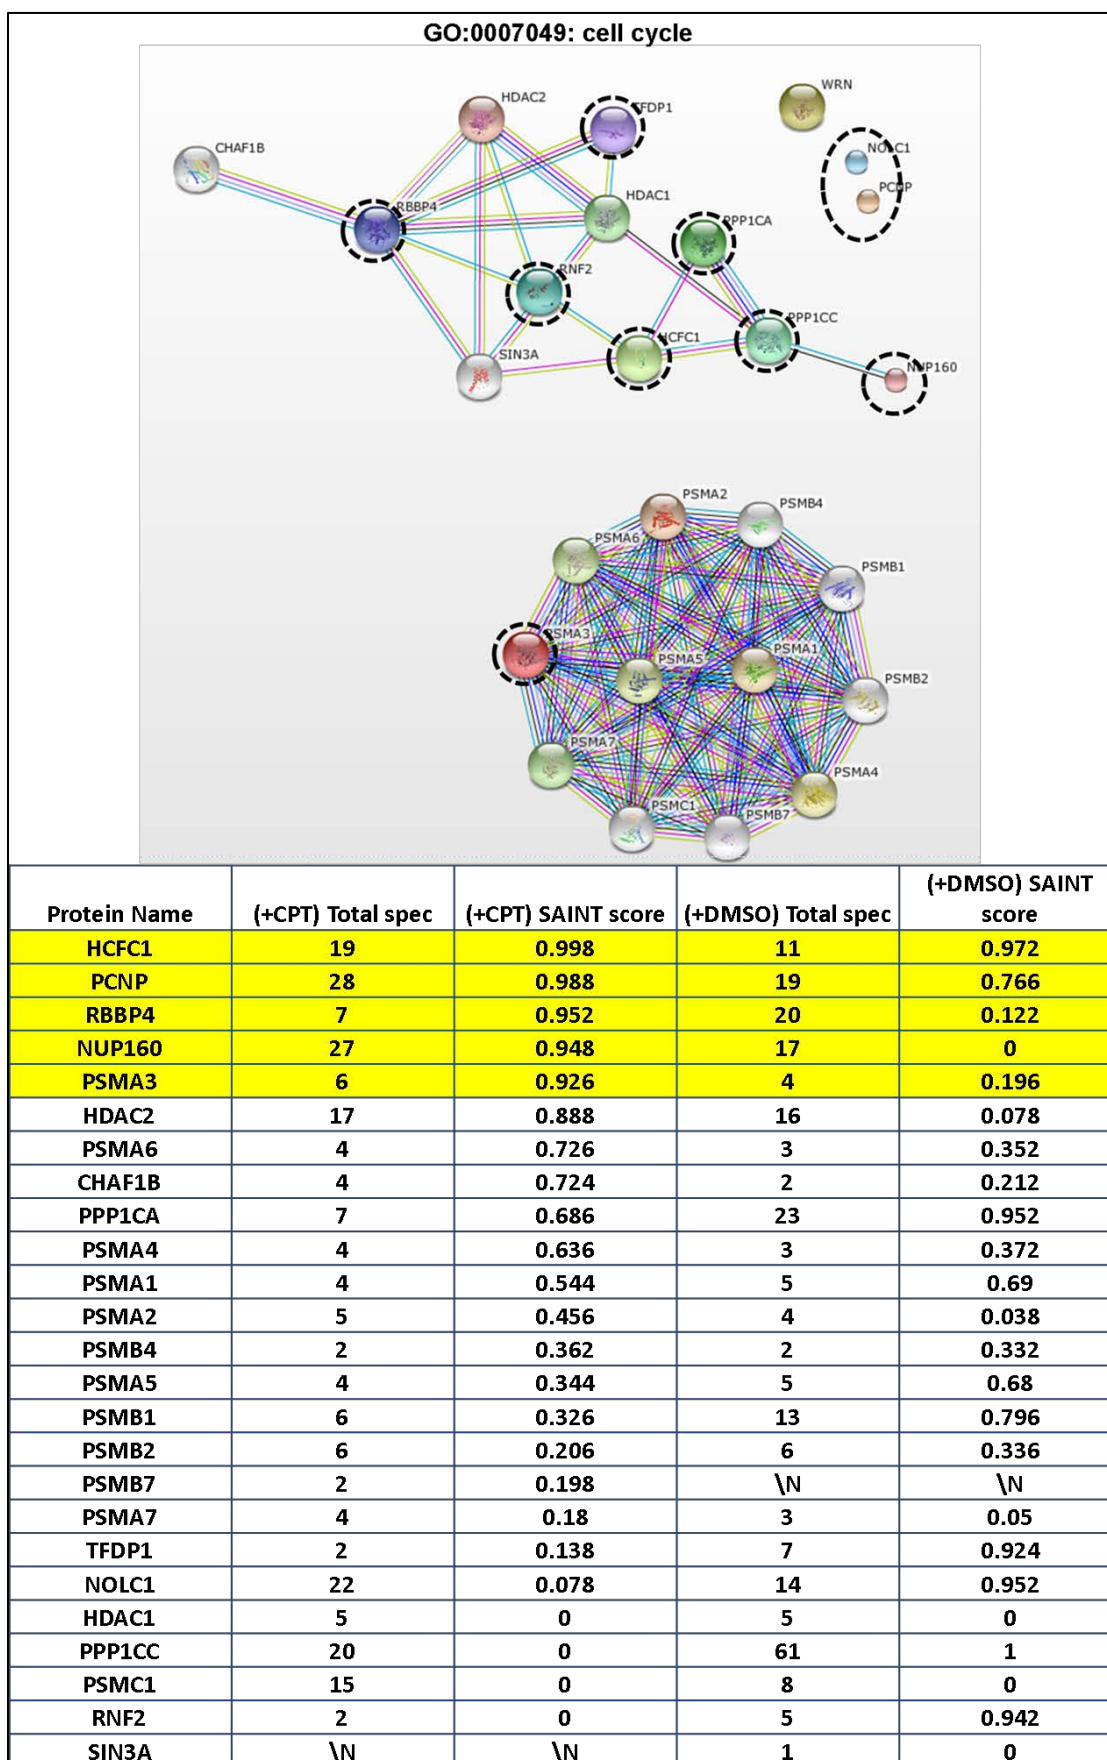 GO:0007049: cell cycle
HDAC2
TFDP1
WRN
CHAF1B
NOLC1
PCNP
RBBP4
HDAC1
PPP1CA
RNF2
PPP1CC
HCFC1
SIN3A
NUP160
PSMA2
PSMB4
PSMA6
PSMB1
PSMA3
PSMA5
PSMA1
PSMB2
PSMA7
PSMA4
PSMC1
PSMB7
Protein Name (+CPT) Total spec (+CPT) SAINT score (+DMSO) Total spec (+DMSO) SAINT score
HCFC1 19 0.998 11 0.972
PCNP 28 0.988 19 0.766
RBBP4 7 0.952 20 0.122
NUP160 27 0.948 17 0
PSMA3 6 0.926 4 0.196
HDAC2 17 0.888 16 0.078
PSMA6 4 0.726 3 0.352
CHAF1B 4 0.724 2 0.212
PPP1CA 7 0.686 23 0.952
PSMA4 4 0.636 3 0.372
PSMA1 4 0.544 5 0.69
PSMA2 5 0.456 4 0.038
PSMB4 2 0.362 2 0.332
PSMA5 4 0.344 5 0.68
PSMB1 6 0.326 13 0.796
PSMB2 6 0.206 6 0.336
PSMB7 2 0.198 \N \N
PSMA7 4 0.18 3 0.05
TFDP1 2 0.138 7 0.924
NOLC1 22 0.078 14 0.952
HDAC1 5 0 5 0
PPP1CC 20 0 61 1
PSMC1 15 0 8 0
RNF2 2 0 5 0.942
SIN3A \N \N 1 0